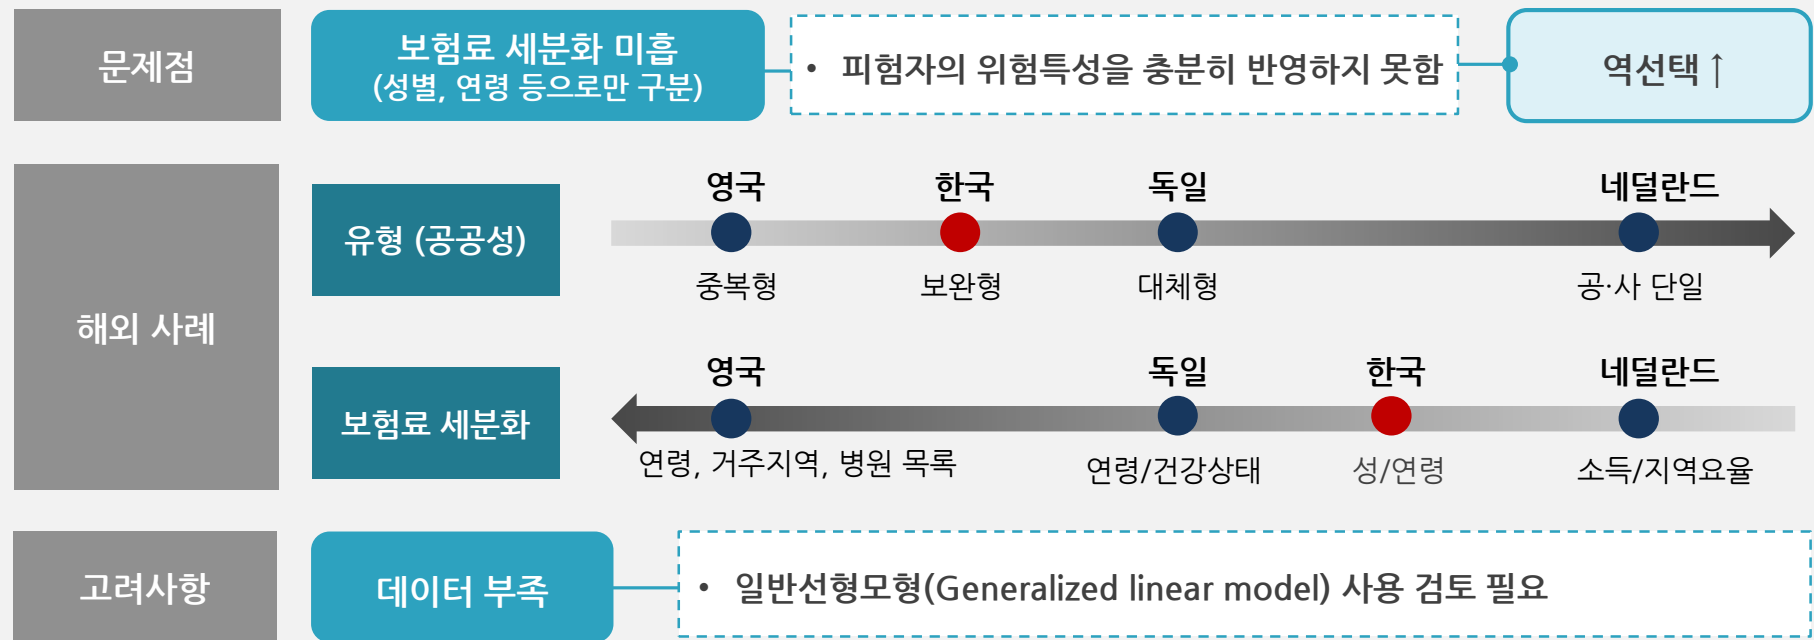 문제점
보험료 세분화 미흡
(성별, 연령 등으로만 구분)
• 피험자의 위험특성을 충분히 반영하지 못함
역선택↑
해외 사례
유형 (공공성)
영국 한국 독일 네덜란드
중복형 보완형 대체형 공·사 단일
보험료 세분화
영국 독일 한국 네덜란드
연령, 거주지역, 병원 목록 연령/건강상태 성/연령 소득/지역요율
고려사항
데이터 부족
• 일반선형모형(Generalized linear model) 사용 검토 필요